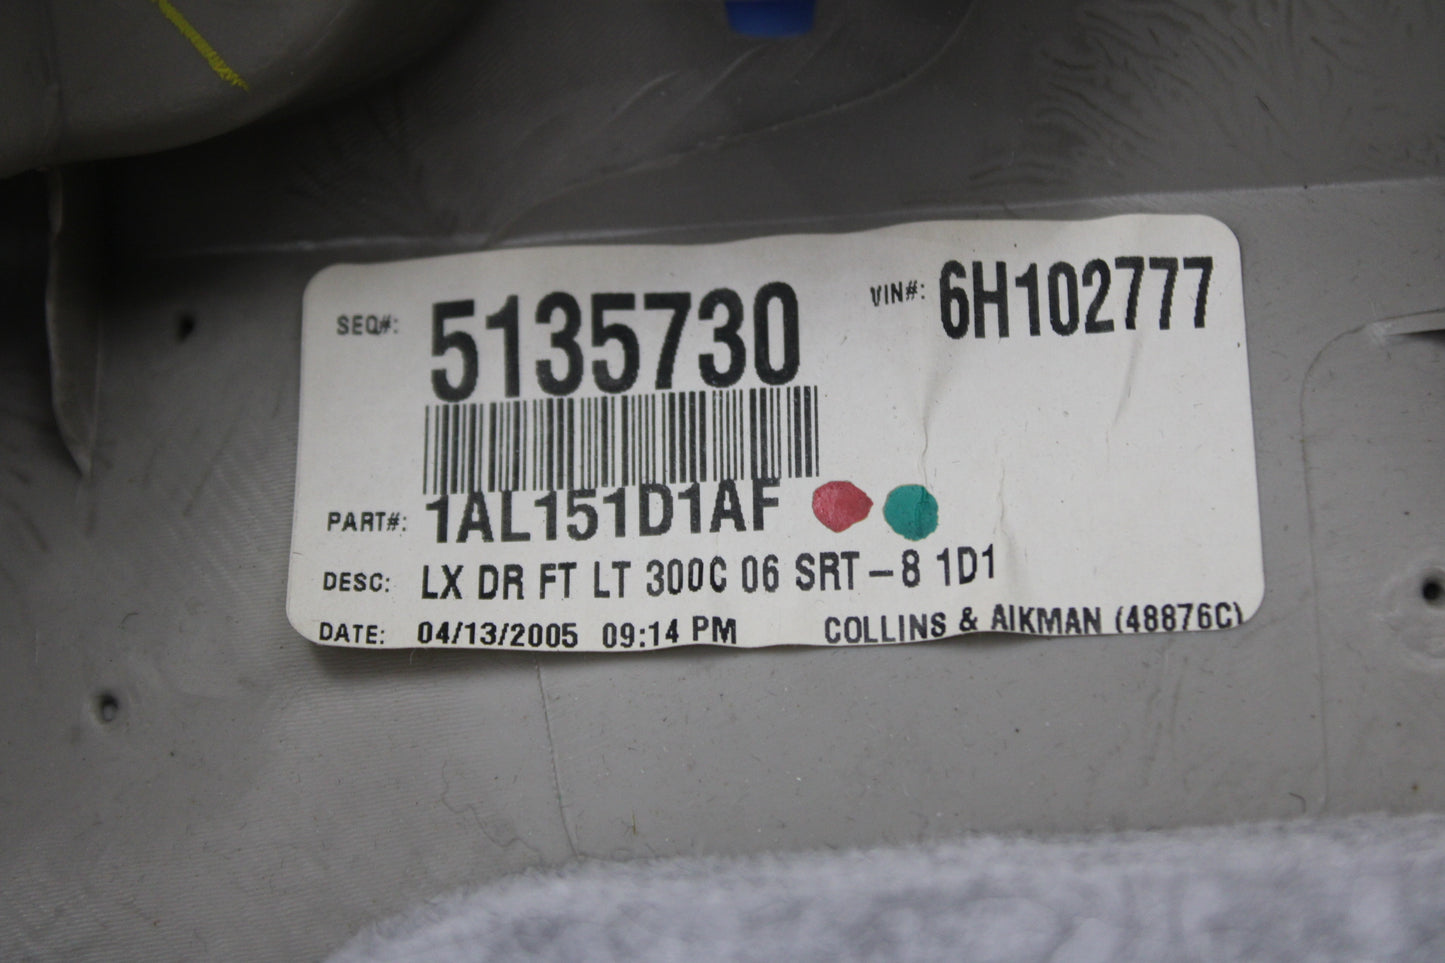 SEQ#: 5135730 VIN#: 6H102777
PART#: 1AL151D1AF
DESC: LX DR FT LT 300C 06 SRT-8 1D1
DATE: 04/13/2005 09:14 PM COLLINS & AIKMAN (48876C)